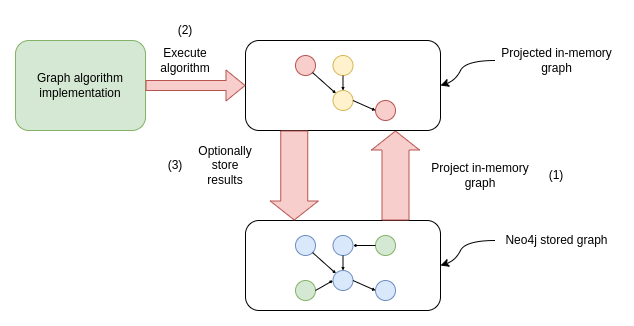 (2)
Execute
algorithm
Graph algorithm
implementation
Projected in-memory
graph
(3)
Optionally
store
results
Project in-memory
graph
(1)
Neo4j stored graph